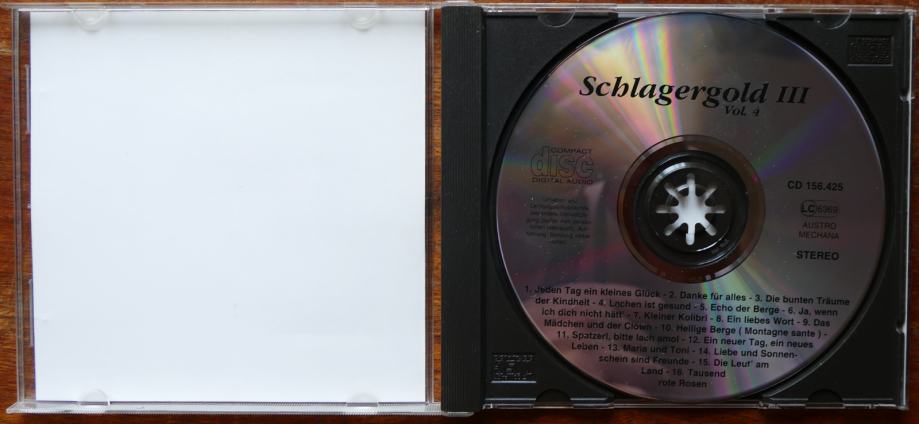 Schlagergold III
Vol. 4
COMPACT
disc
DIGITAL AUDIO
CD 156.425
LC 6369
AUSTRO
MECHANA
STEREO
1. Jeden Tag ein kleines Glück - 2. Danke für alles - 3. Die bunten Träume
der Kindheit - 4. Lachen ist gesund - 5. Echo der Berge - 6. Ja, wenn
ich dich nicht hätt' - 7. Kleiner Kolibri - 8. Ein liebes Wort - 9. Das
Mädchen und der Clown - 10. Heilige Berge ( Montagne sante ) -
11. Spatzerl, bitte lach amol - 12. Ein neuer Tag, ein neues
Leben - 13. Maria und Toni - 14. Liebe und Sonnen-
schein sind Freunde - 15. Die Leut' am
Land - 16. Tausend
rote Rosen